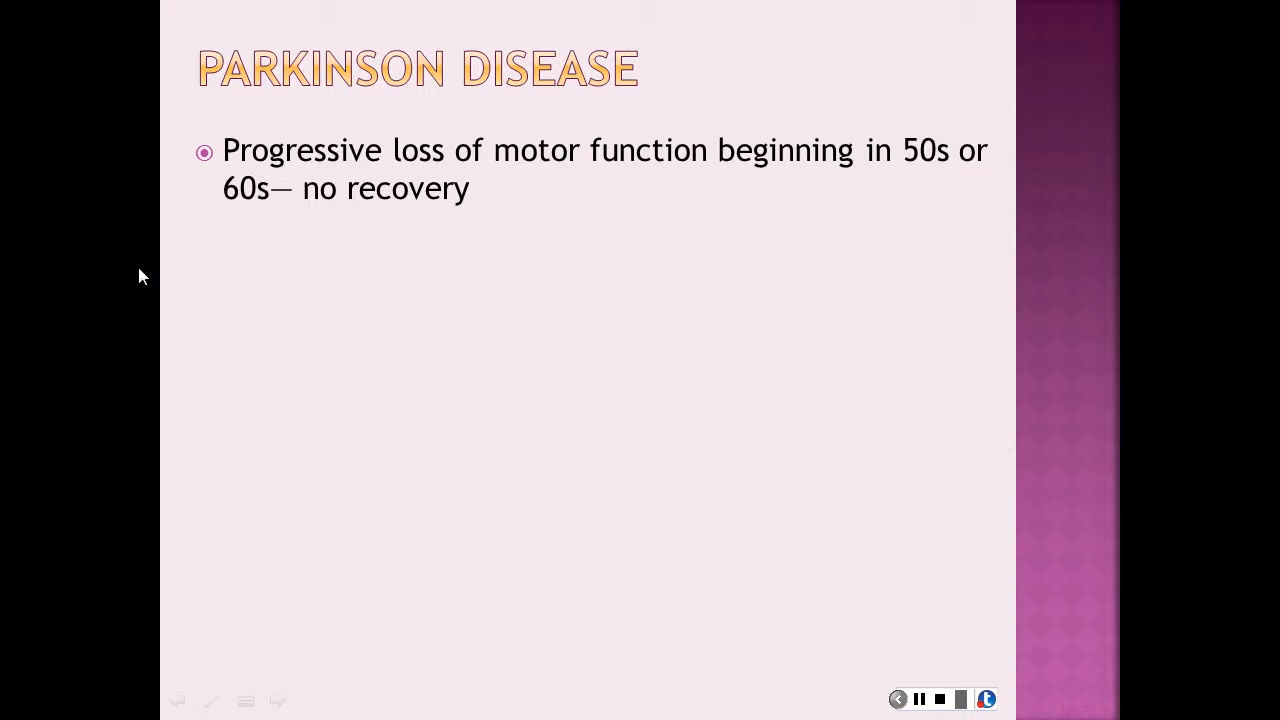 PARKINSON DISEASE
Progressive loss of motor function beginning in 50s or
60s— no recovery